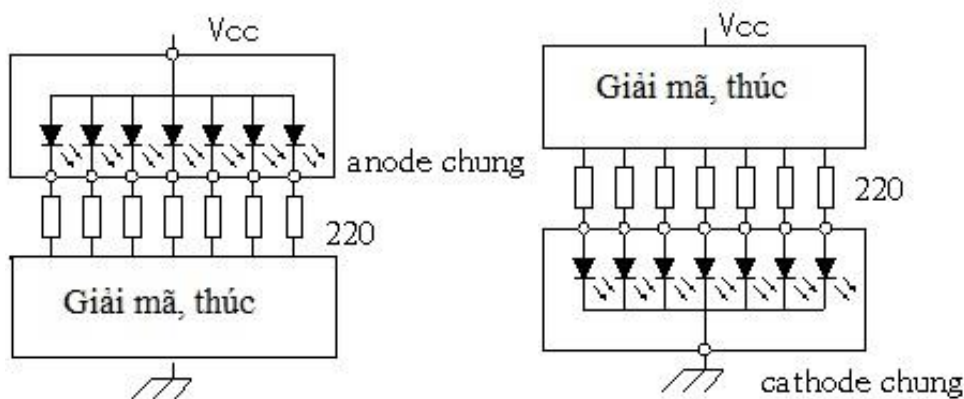 Vcc
anode chung
220
Giải mã, thúc
Vcc
Giải mã, thúc
220
cathode chung